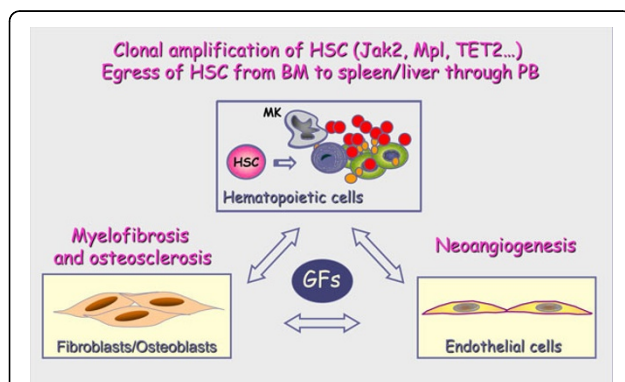 Clonal amplification of HSC (Jak2, Mpl, TET2...)
Egress of HSC from BM to spleen/liver through PB
MK
HSC
Hematopoietic cells
Myelofibrosis
and osteosclerosis
Neoangiogenesis
GFs
Fibroblasts/Osteoblasts
Endothelial cells